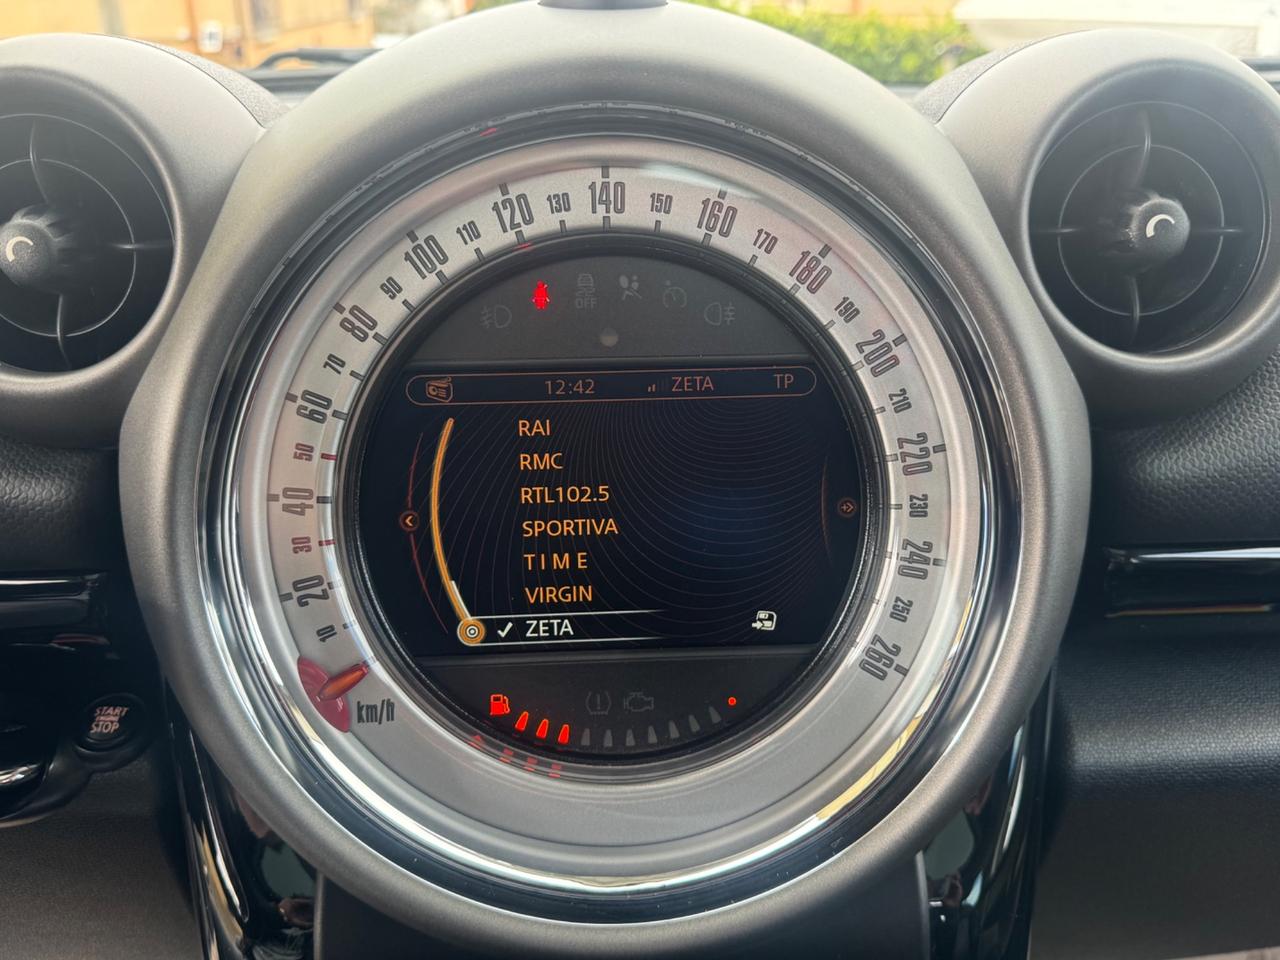 10
20
30
40
50
60
70
80
90
100
110
120
130
140
150
160
170
180
190
200
210
220
230
240
250
260
km/h
OFF
12:42 ZETA TP
RAI
RMC
RTL102.5
SPORTIVA
TIME
VIRGIN
ZETA
START
ENGINE
STOP